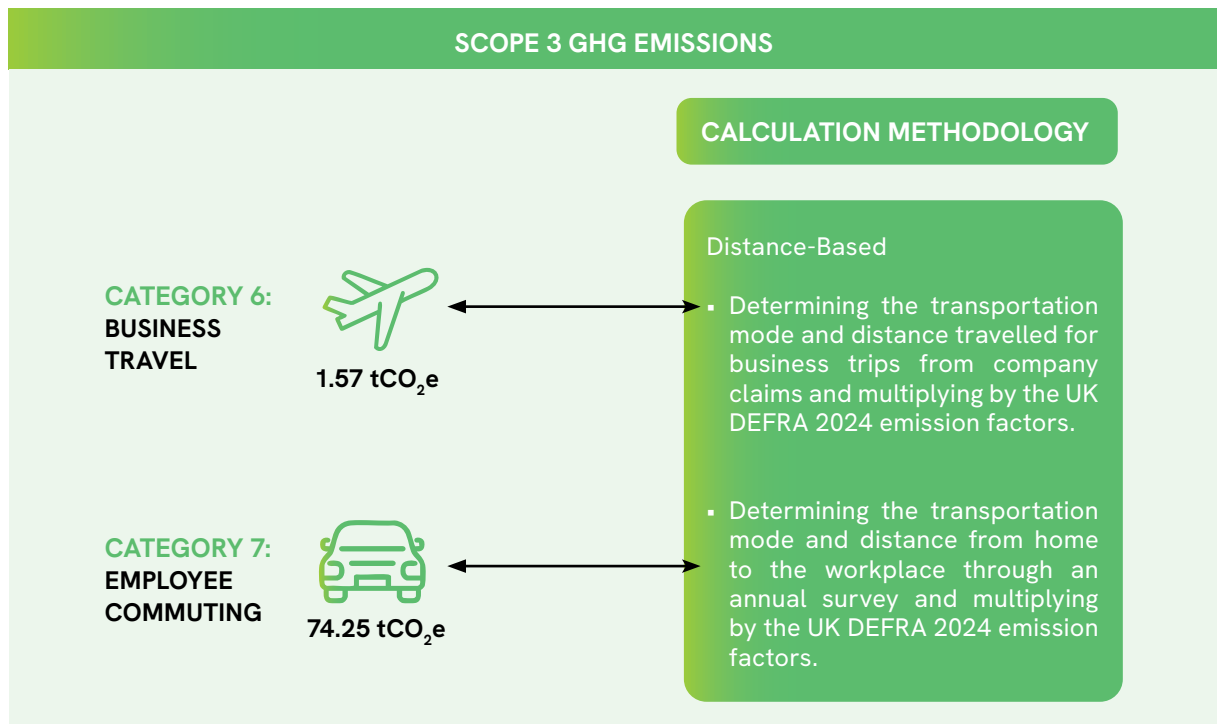 SCOPE 3 GHG EMISSIONS
CALCULATION METHODOLOGY
CATEGORY 6:
BUSINESS
TRAVEL
1.57 tCO₂e
Distance-Based
▪ Determining the transportation
mode and distance travelled for
business trips from company
claims and multiplying by the UK
DEFRA 2024 emission factors.
CATEGORY 7:
EMPLOYEE
COMMUTING
74.25 tCO₂e
▪ Determining the transportation
mode and distance from home
to the workplace through an
annual survey and multiplying
by the UK DEFRA 2024 emission
factors.